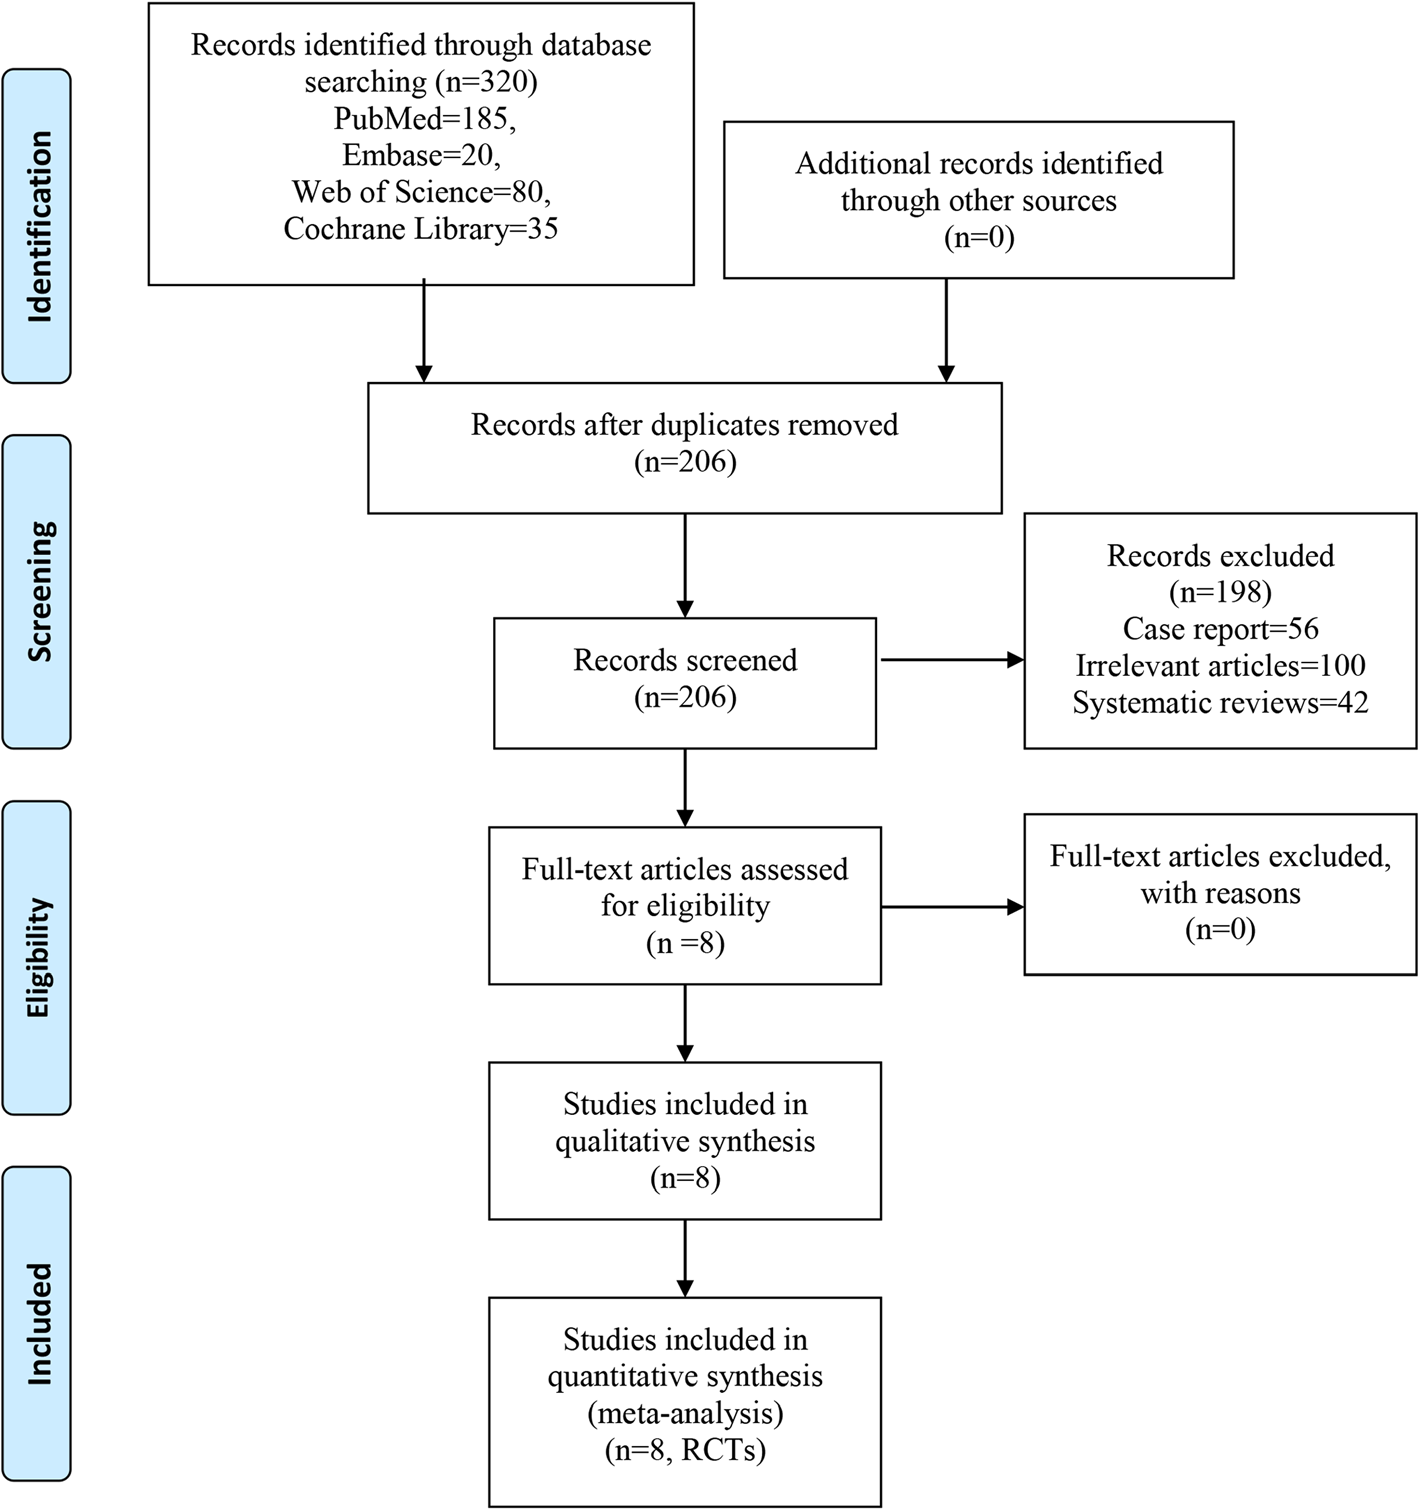 Identification
Records identified through database
searching (n=320)
PubMed=185,
Embase=20,
Web of Science=80,
Cochrane Library=35
Additional records identified
through other sources
(n=0)
Records after duplicates removed
(n=206)
Screening
Records screened
(n=206)
Records excluded
(n=198)
Case report=56
Irrelevant articles=100
Systematic reviews=42
Eligibility
Full-text articles assessed
for eligibility
(n =8)
Full-text articles excluded,
with reasons
(n=0)
Studies included in
qualitative synthesis
(n=8)
Included
Studies included in
quantitative synthesis
(meta-analysis)
(n=8, RCTs)